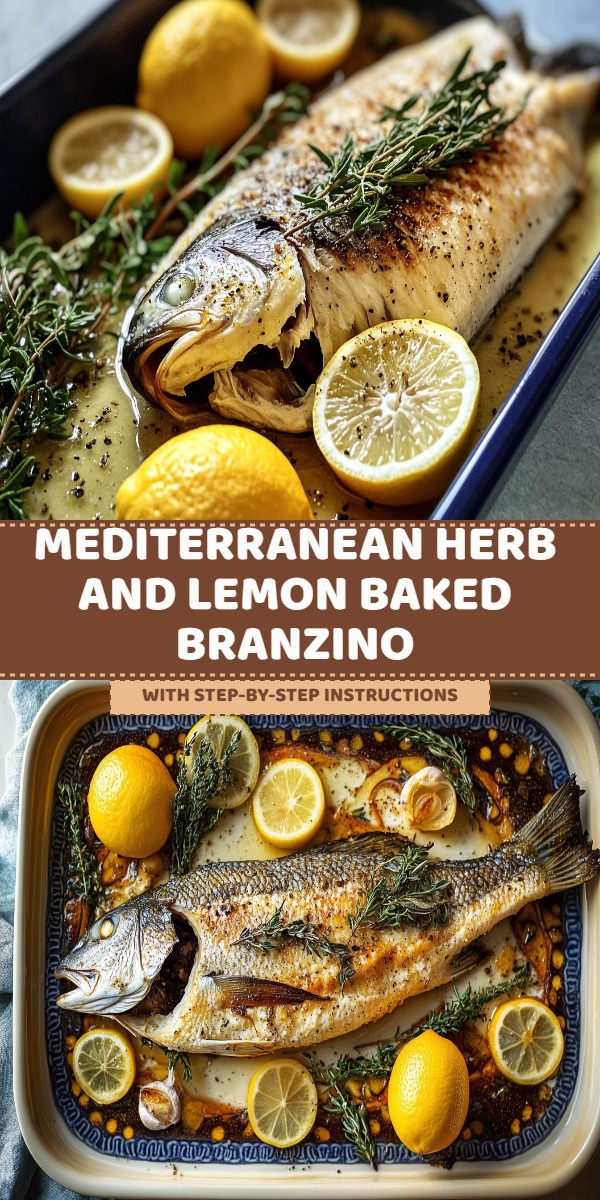 MEDITERRANEAN HERB
AND LEMON BAKED
BRANZINO
WITH STEP-BY-STEP INSTRUCTIONS